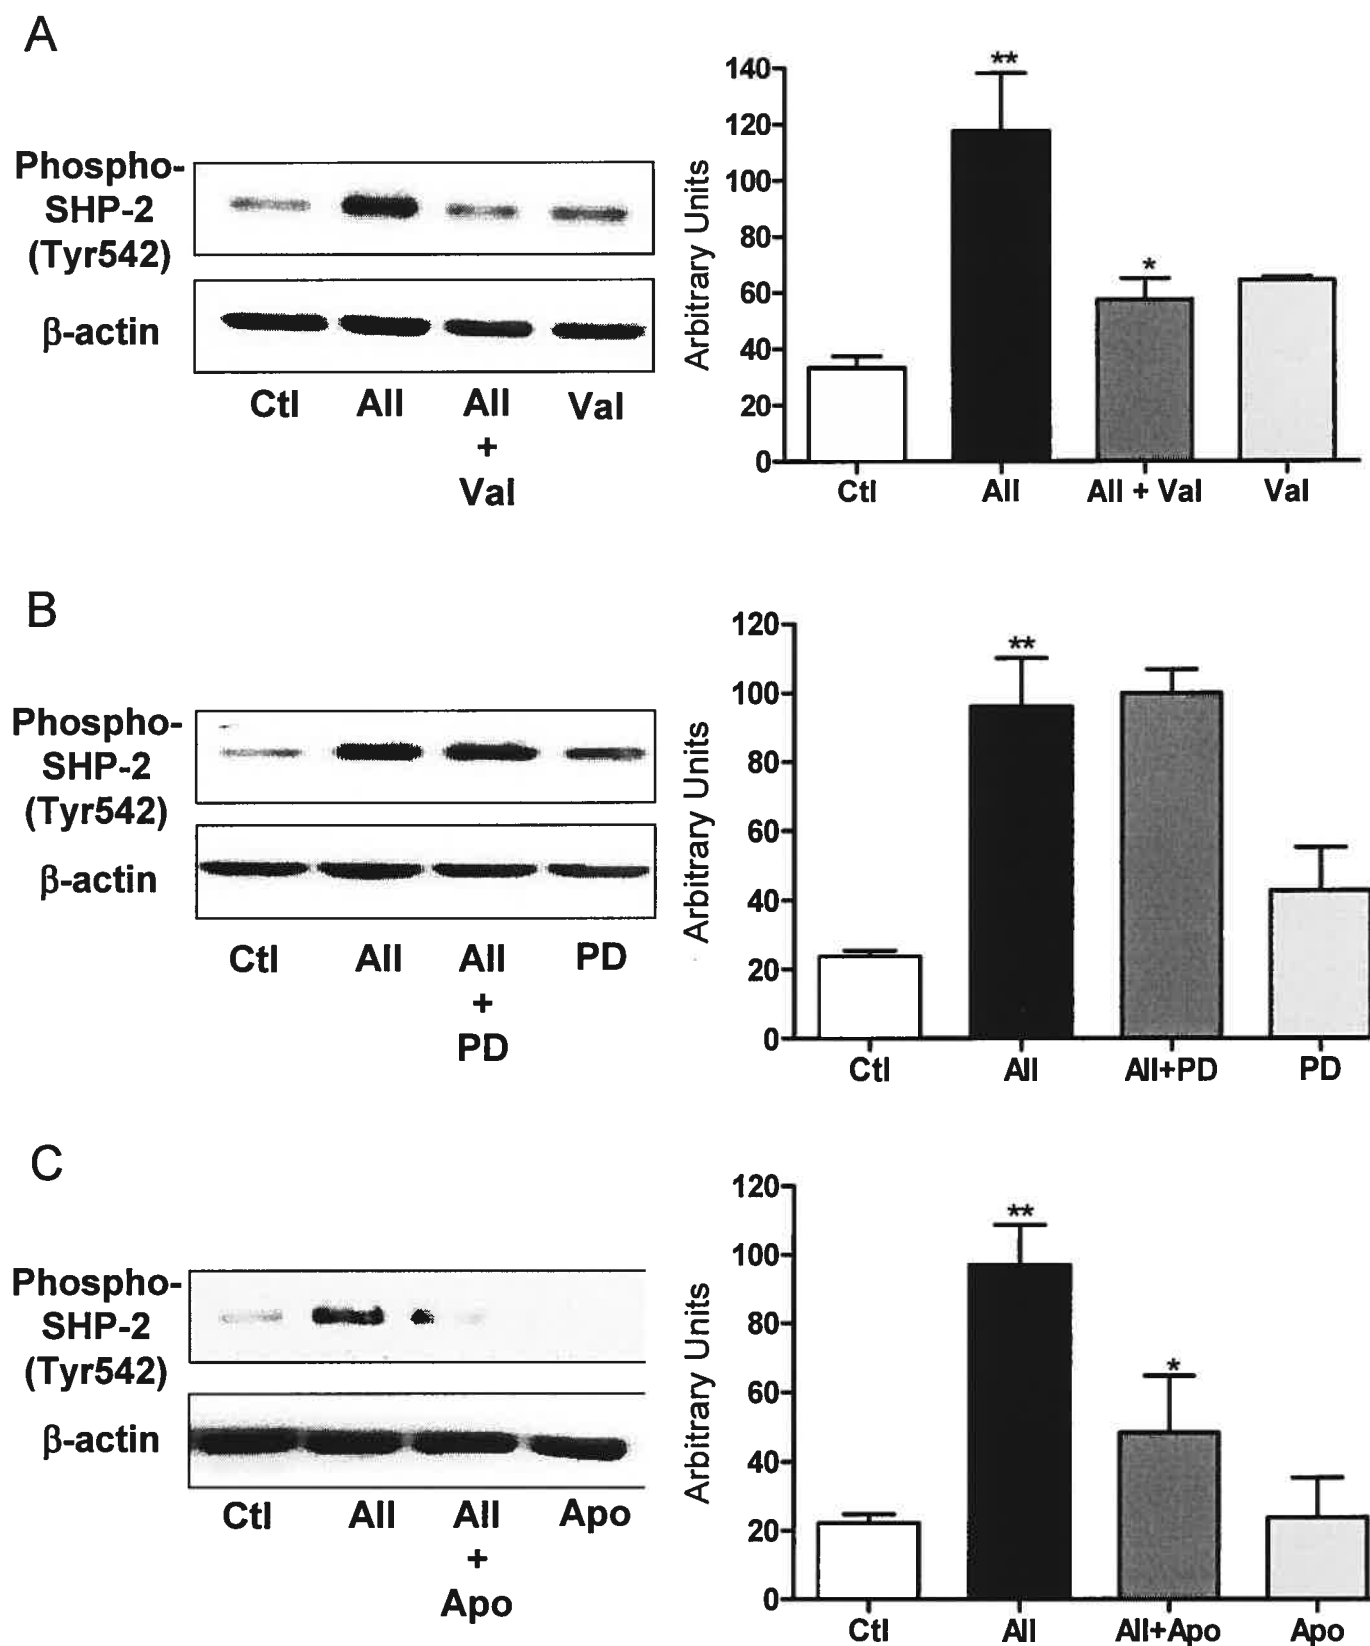 A
Phospho-
SHP-2
(Tyr542)
β-actin
Ctl
AII
AII
+
Val
Val
Arbitrary Units
140
120
100
80
60
40
20
0
**
*
Ctl
AII
AII + Val
Val
B
Phospho-
SHP-2
(Tyr542)
β-actin
Ctl
AII
AII
+
PD
PD
Arbitrary Units
120
100
80
60
40
20
0
**
Ctl
AII
AII+PD
PD
C
Phospho-
SHP-2
(Tyr542)
β-actin
Ctl
AII
AII
+
Apo
Apo
Arbitrary Units
120
100
80
60
40
20
0
**
*
Ctl
AII
AII+Apo
Apo